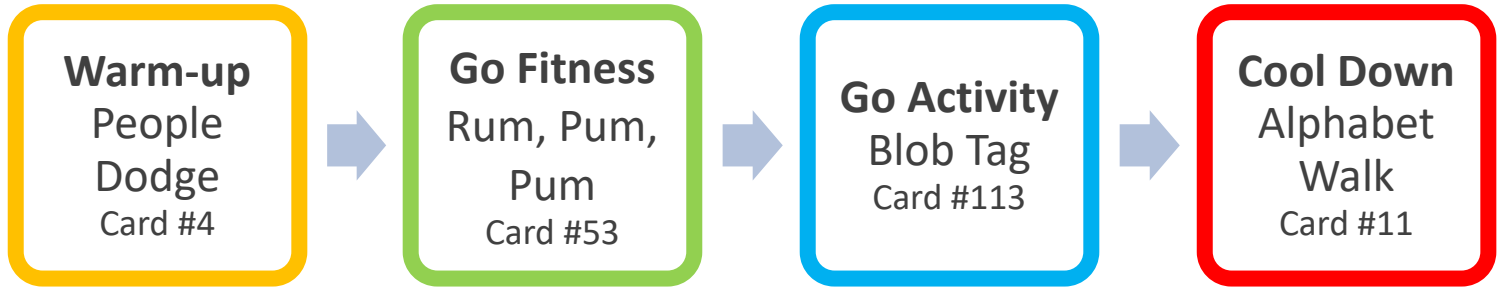 Warm-up
People
Dodge
Card #4
Go Fitness
Rum, Pum,
Pum
Card #53
Go Activity
Blob Tag
Card #113
Cool Down
Alphabet
Walk
Card #11